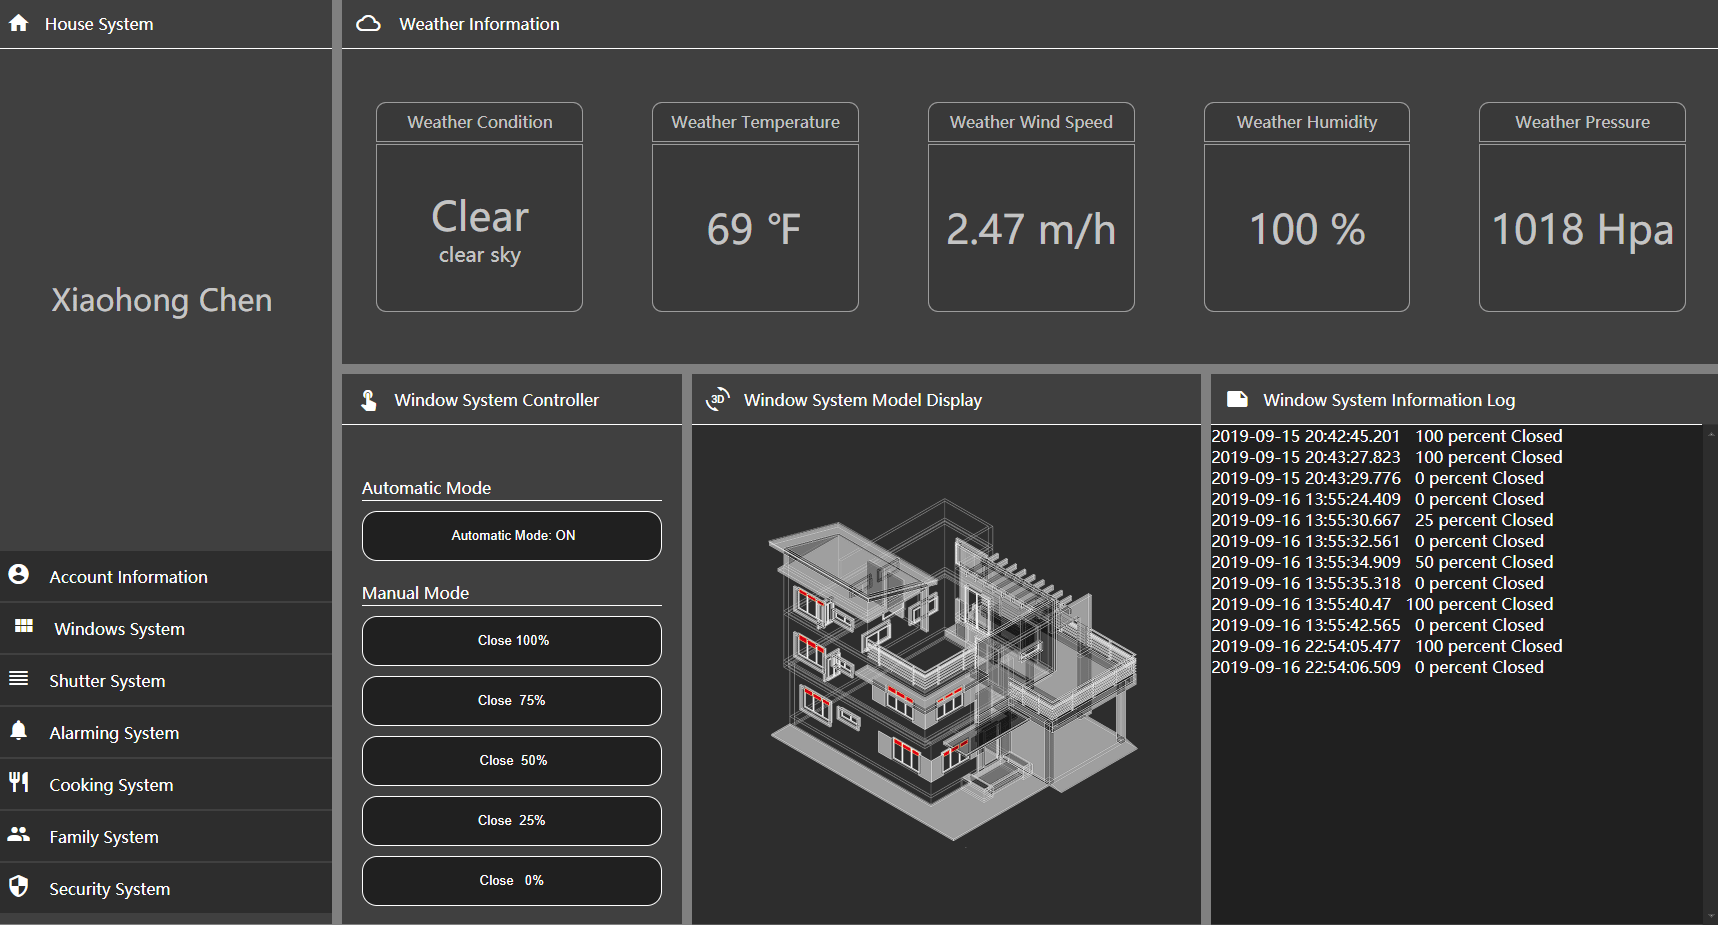 House System
Xiaohong Chen
Account Information
Windows System
Shutter System
Alarming System
Cooking System
Family System
Security System
Weather Information
Weather Condition
Clear
clear sky
Weather Temperature
69 °F
Weather Wind Speed
2.47 m/h
Weather Humidity
100 %
Weather Pressure
1018 Hpa
Window System Controller
Automatic Mode
Automatic Mode: ON
Manual Mode
Close 100%
Close 75%
Close 50%
Close 25%
Close 0%
3D
Window System Model Display
Window System Information Log
2019-09-15 20:42:45.201 100 percent Closed
2019-09-15 20:43:27.823 100 percent Closed
2019-09-15 20:43:29.776 0 percent Closed
2019-09-16 13:55:24.409 0 percent Closed
2019-09-16 13:55:30.667 25 percent Closed
2019-09-16 13:55:32.561 0 percent Closed
2019-09-16 13:55:34.909 50 percent Closed
2019-09-16 13:55:35.318 0 percent Closed
2019-09-16 13:55:40.47 100 percent Closed
2019-09-16 13:55:42.565 0 percent Closed
2019-09-16 22:54:05.477 100 percent Closed
2019-09-16 22:54:06.509 0 percent Closed